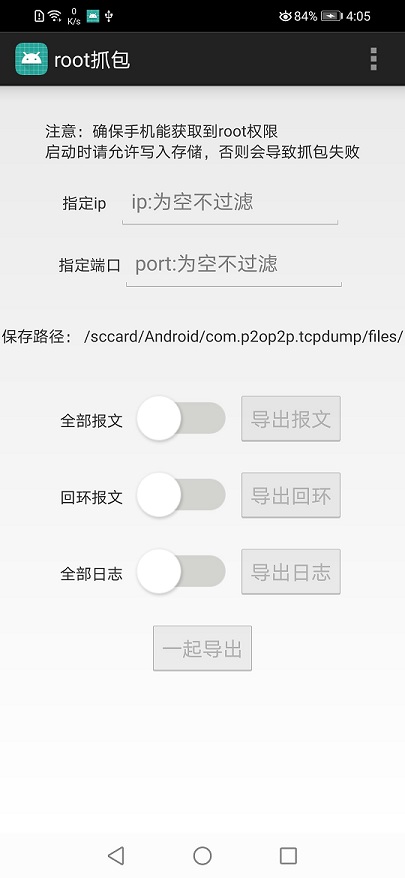 0
K/s
84%
4:05
root抓包
注意：确保手机能获取到root权限
启动时请允许写入存储，否则会导致抓包失败
指定ip ip:为空不过滤
指定端口 port:为空不过滤
保存路径： /sccard/Android/com.p2op2p.tcpdump/files/
全部报文 导出报文
回环报文 导出回环
全部日志 导出日志
一起导出